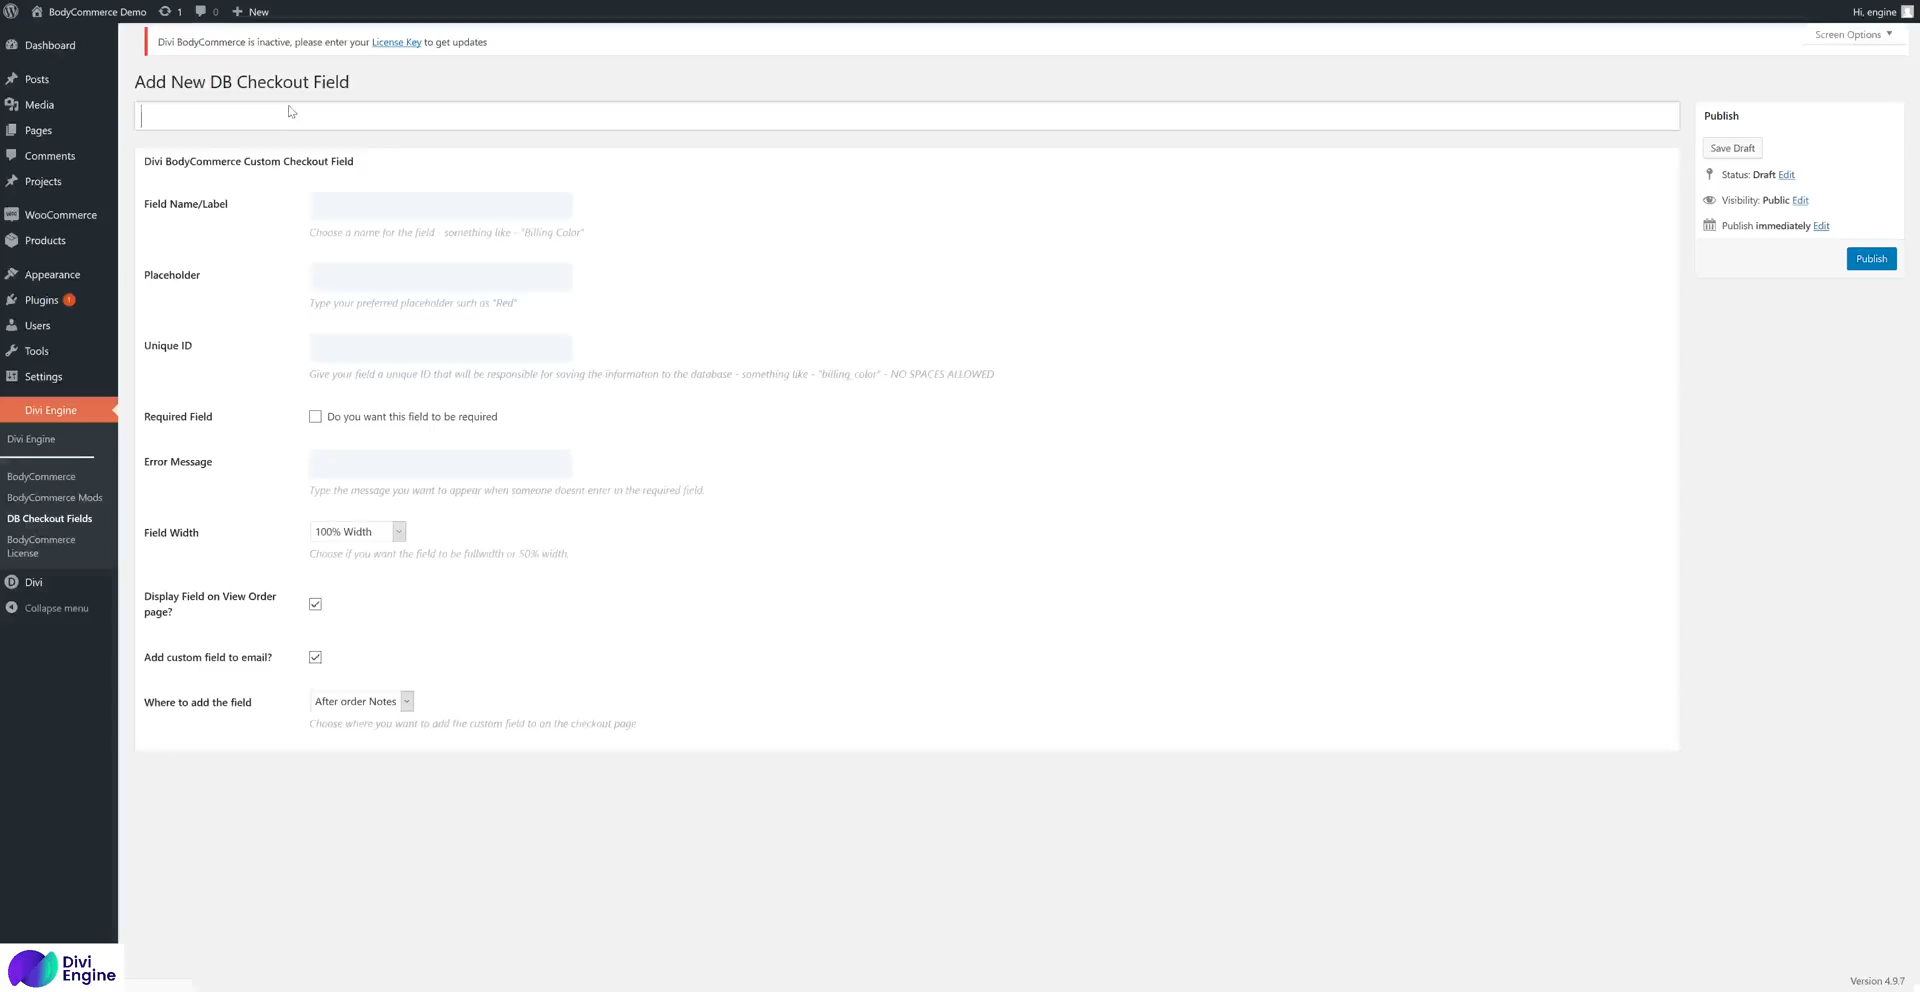 BodyCommerce Demo 1 0 New
Hi, engine
Divi BodyCommerce is inactive, please enter your License Key to get updates
Screen Options
Dashboard
Posts
Media
Pages
Comments
Projects
WooCommerce
Products
Appearance
Plugins 1
Users
Tools
Settings
Divi Engine
Divi Engine
BodyCommerce
BodyCommerce Mods
DB Checkout Fields
BodyCommerce
License
Divi
Collapse menu
Add New DB Checkout Field
Divi BodyCommerce Custom Checkout Field
Field Name/Label
Choose a name for the field - something like - "Billing Color"
Placeholder
Type your preferred placeholder such as "Red"
Unique ID
Give your field a unique ID that will be responsible for saving the information to the database - something like - "billing_color" - NO SPACES ALLOWED
Required Field
Do you want this field to be required
Error Message
Type the message you want to appear when someone doesnt enter in the required field.
Field Width
100% Width
Choose if you want the field to be fullwidth or 50% width.
Display Field on View Order
page?
Add custom field to email?
Where to add the field
After order Notes
Choose where you want to add the custom field to on the checkout page
Publish
Save Draft
Status: Draft Edit
Visibility: Public Edit
Publish immediately Edit
Publish
Divi
Engine
Version 4.9.7